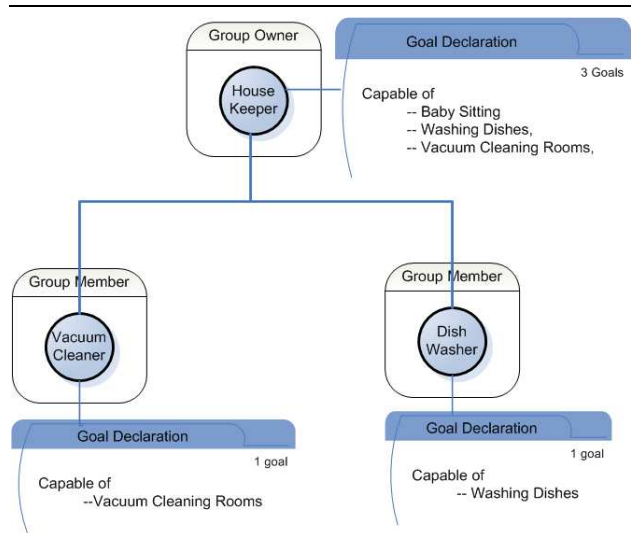 Group Owner
House
Keeper
Goal Declaration
3 Goals
Capable of
-- Baby Sitting
-- Washing Dishes,
-- Vacuum Cleaning Rooms,
Group Member
Vacuum
Cleaner
Goal Declaration
1 goal
Capable of
--Vacuum Cleaning Rooms
Group Member
Dish
Washer
Goal Declaration
1 goal
Capable of
-- Washing Dishes